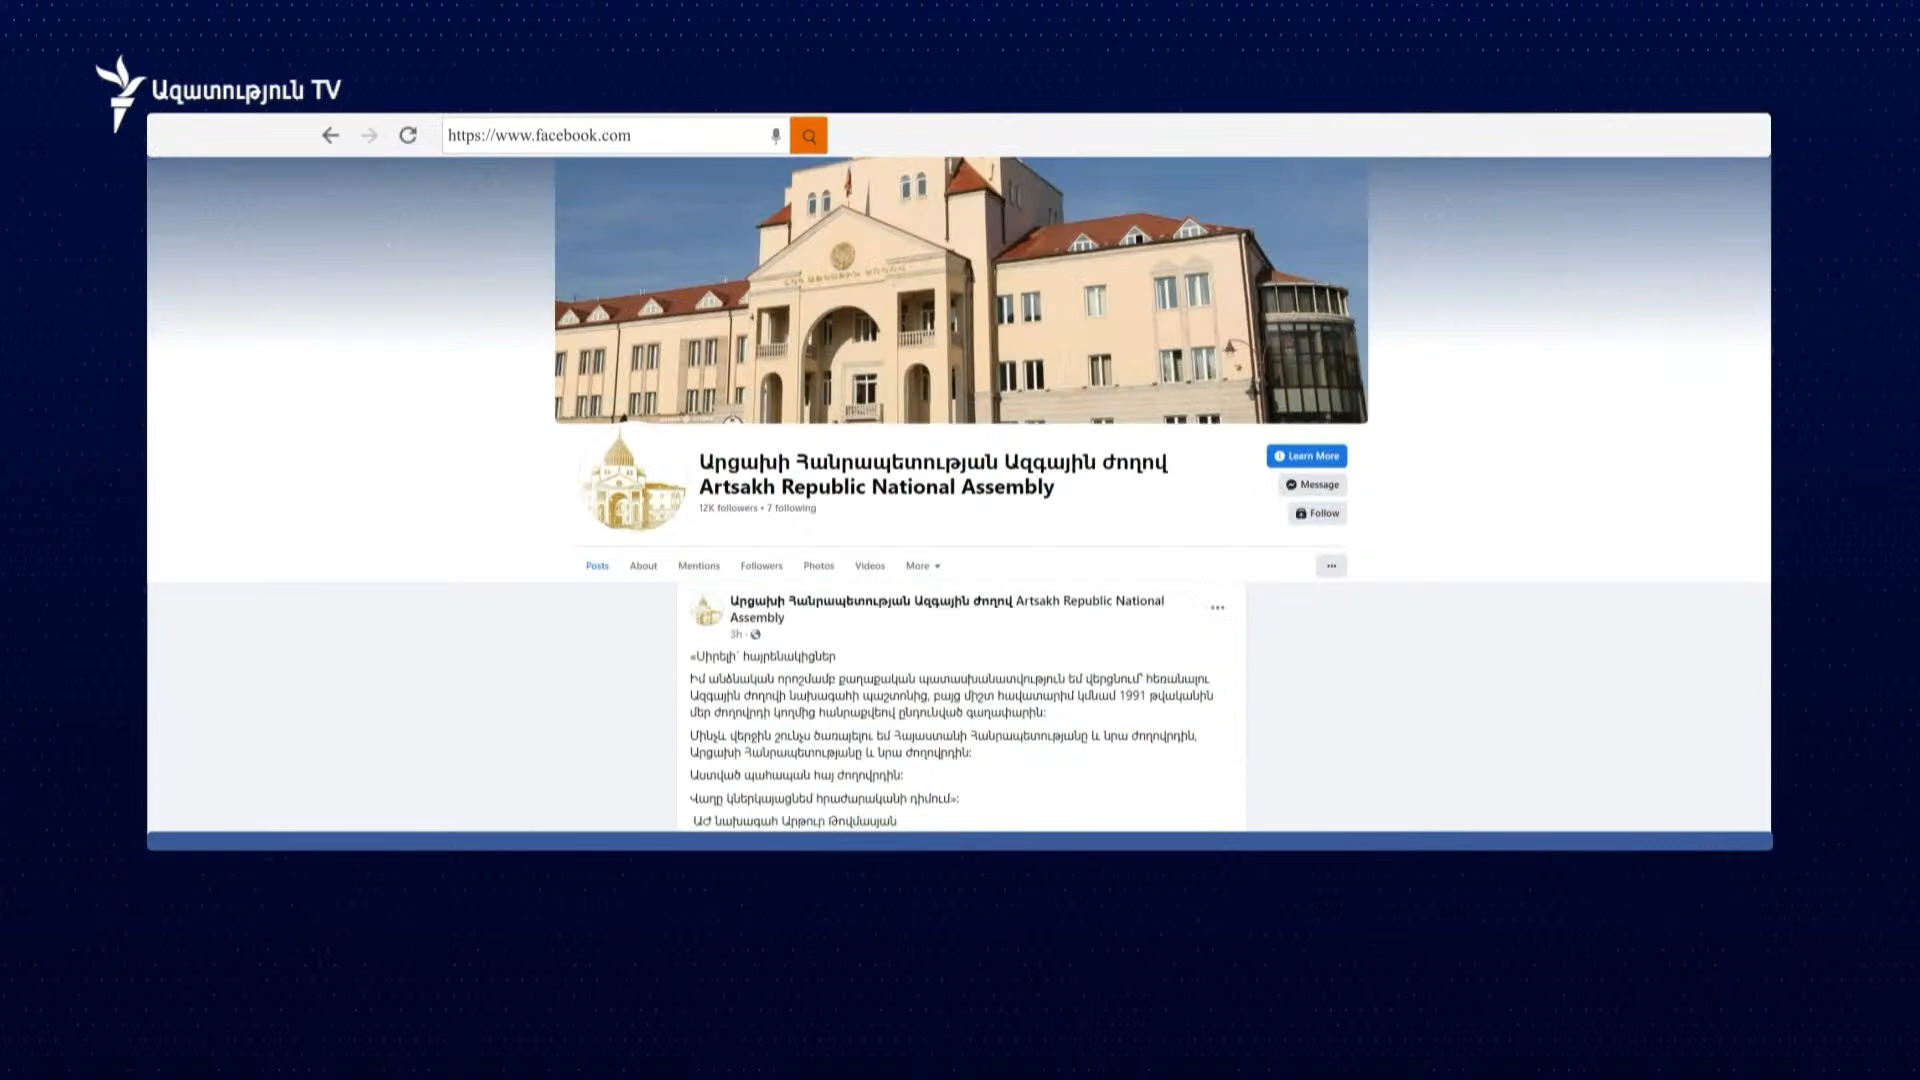 Ազատություն TV
https://www.facebook.com
Արցախի Հանրապետության Ազգային ժողով
Artsakh Republic National Assembly
12K followers • 7 following
Learn More
Message
Follow
Posts About Mentions Followers Photos Videos More
Արցախի Հանրապետության Ազգային ժողով Artsakh Republic National
Assembly
3h
«Սիրելի՛ հայրենակիցներ
Իմ անձնական որոշմամբ քաղաքական պատասխանատվություն եմ վերցնում՝ հեռանալու
Ազգային ժողովի նախագահի պաշտոնից, բայց միշտ հավատարիմ կմնամ 1991 թվականին
մեր ժողովրդի կողմից հանրաքվեով ընդունված գաղափարին:
Մինչև վերջին շունչս ծառայելու եմ Հայաստանի Հանրապետությանը և նրա ժողովրդին,
Արցախի Հանրապետությանը և նրա ժողովրդին:
Աստված պահապան հայ ժողովրդին:
Վաղը կներկայացնեմ հրաժարականի դիմում»:
ԱԺ նախագահ Արթուր Թովմասյան